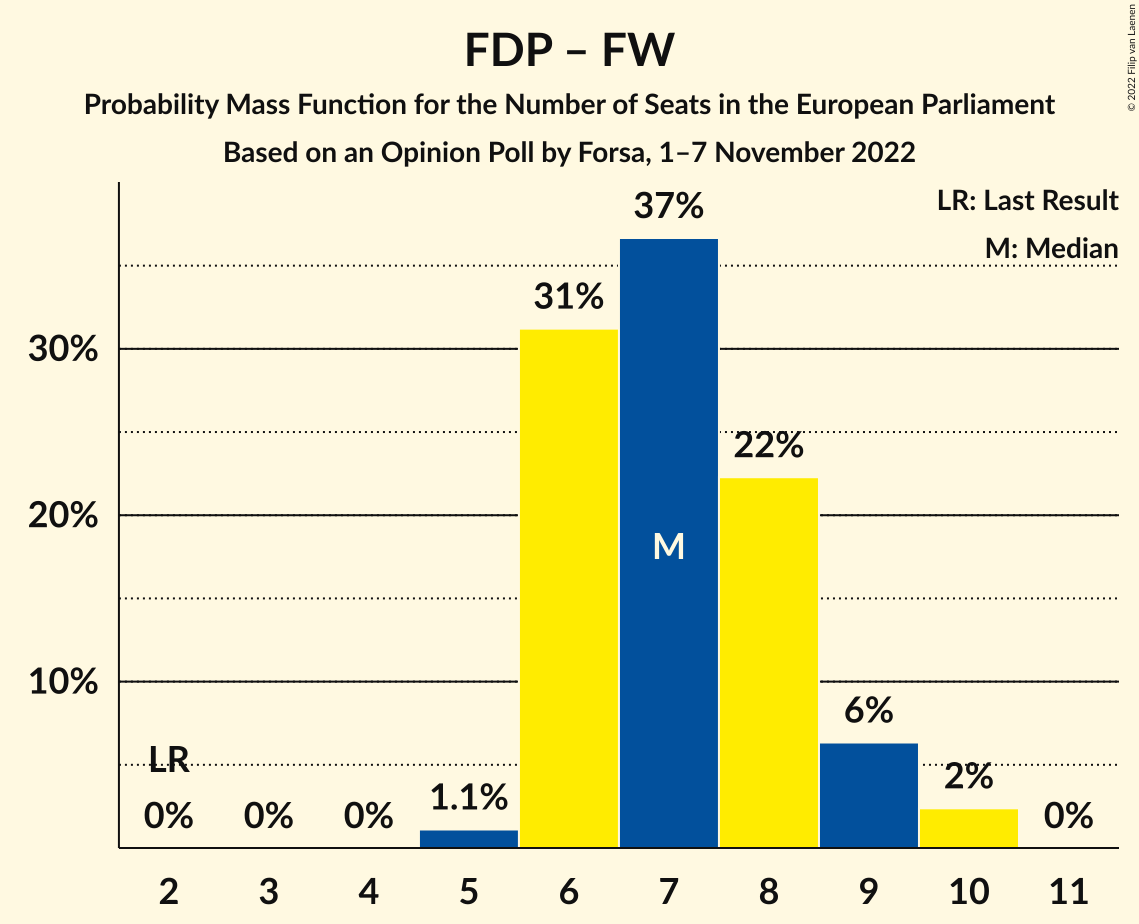 FDP – FW
Probability Mass Function for the Number of Seats in the European Parliament
Based on an Opinion Poll by Forsa, 1–7 November 2022
© 2022 Filip van Laenen
LR: Last Result
M: Median
30%
20%
10%
LR
0%
0%
0%
1.1%
31%
37%
M
22%
6%
2%
0%
2 3 4 5 6 7 8 9 10 11